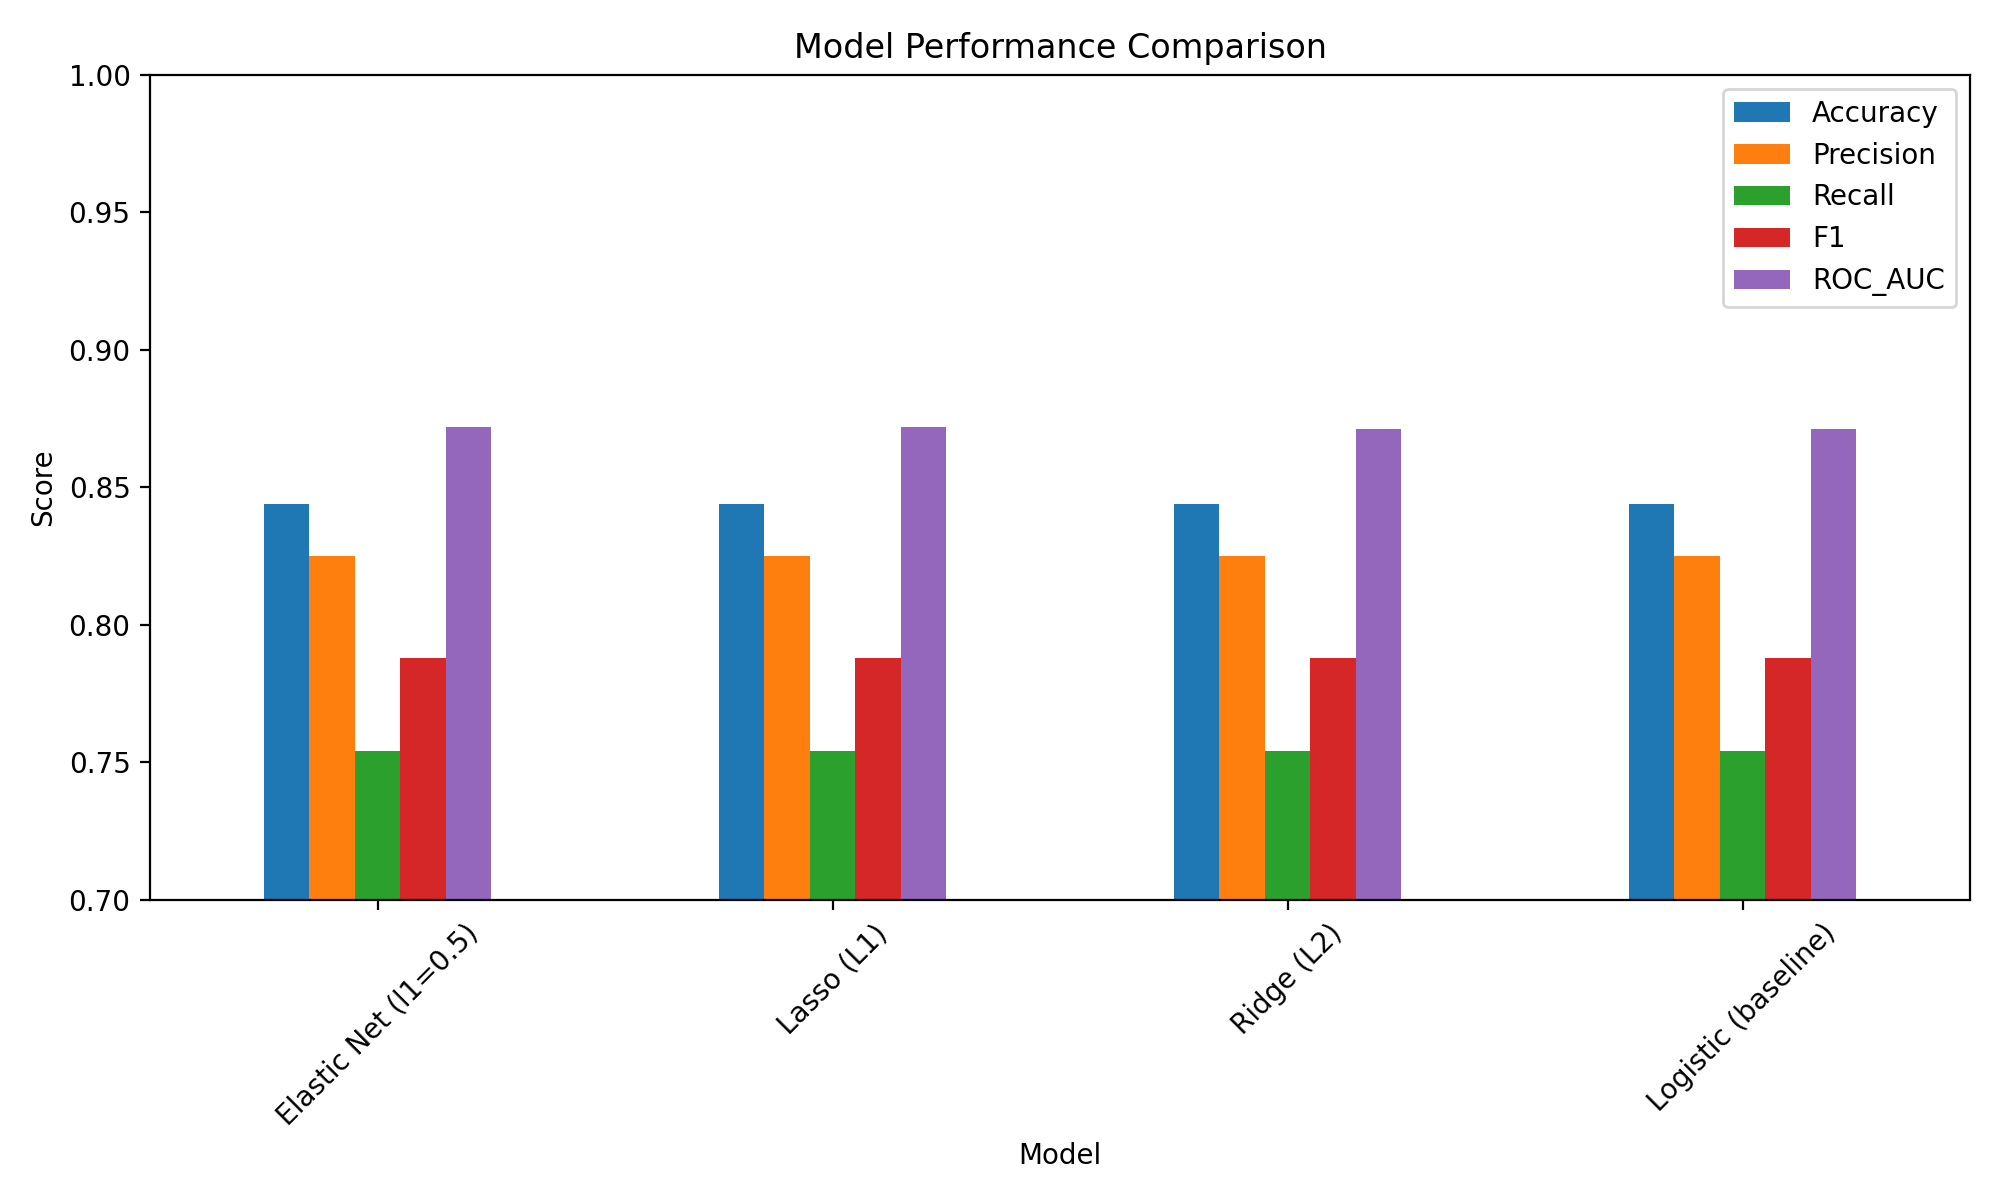 Model Performance Comparison
1.00
0.95
0.90
0.85
0.80
0.75
0.70
Score
Accuracy
Precision
Recall
F1
ROC_AUC
Elastic Net (l1=0.5)
Lasso (L1)
Ridge (L2)
Logistic (baseline)
Model